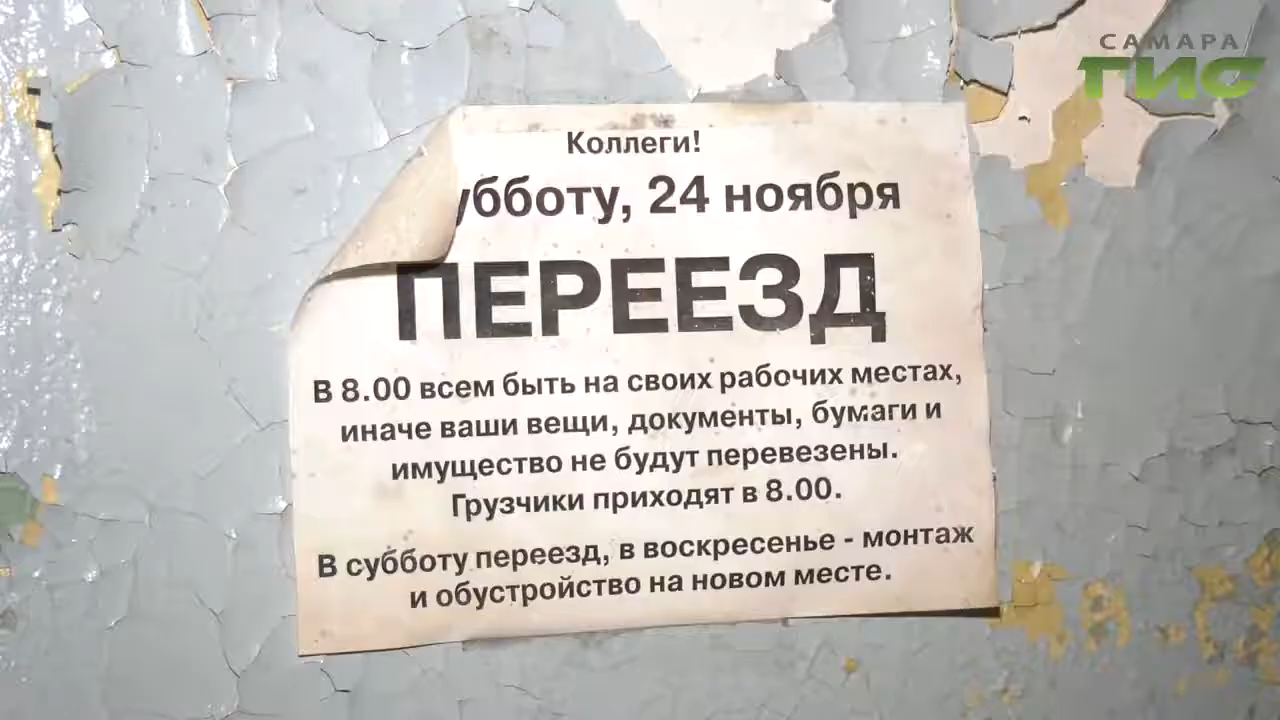 САМАРА
ГИС
Коллеги!
24 ноября
ПЕРЕЕЗД
В 8.00 всем быть на своих рабочих местах,
иначе ваши вещи, документы, бумаги и
имущество не будут перевезены.
Грузчики приходят в 8.00.
В субботу переезд, в воскресенье - монтаж
и обустройство на новом месте.